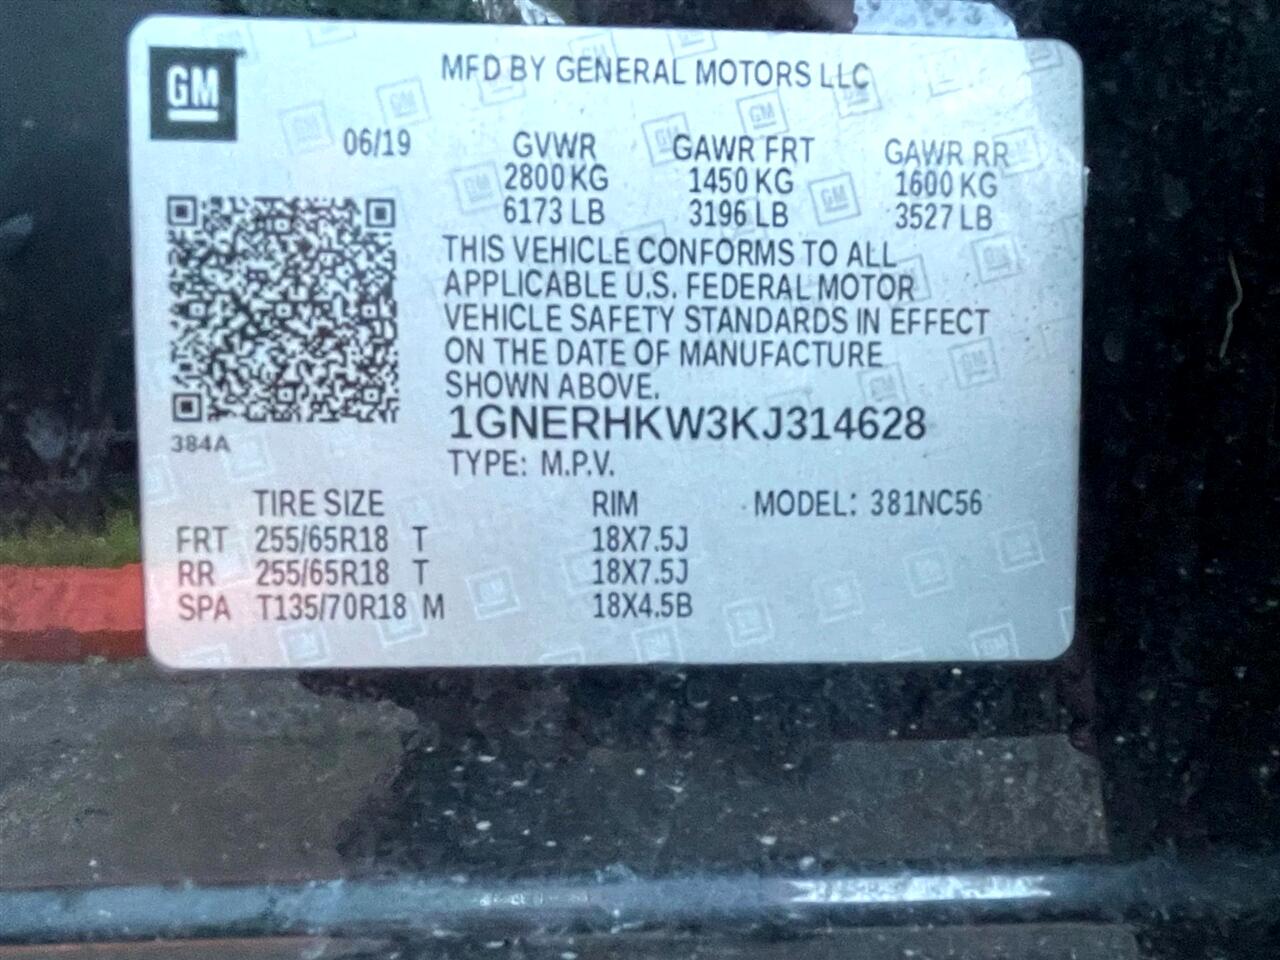 GM
MFD BY GENERAL MOTORS LLC
06/19 GVWR GAWR FRT GAWR RR
2800 KG 1450 KG 1600 KG
6173 LB 3196 LB 3527 LB
THIS VEHICLE CONFORMS TO ALL
APPLICABLE U.S. FEDERAL MOTOR
VEHICLE SAFETY STANDARDS IN EFFECT
ON THE DATE OF MANUFACTURE
SHOWN ABOVE.
1GNERHKW3KJ314628
384A
TYPE: M.P.V.
TIRE SIZE RIM MODEL: 381NC56
FRT 255/65R18 T 18X7.5J
RR 255/65R18 T 18X7.5J
SPA T135/70R18 M 18X4.5B